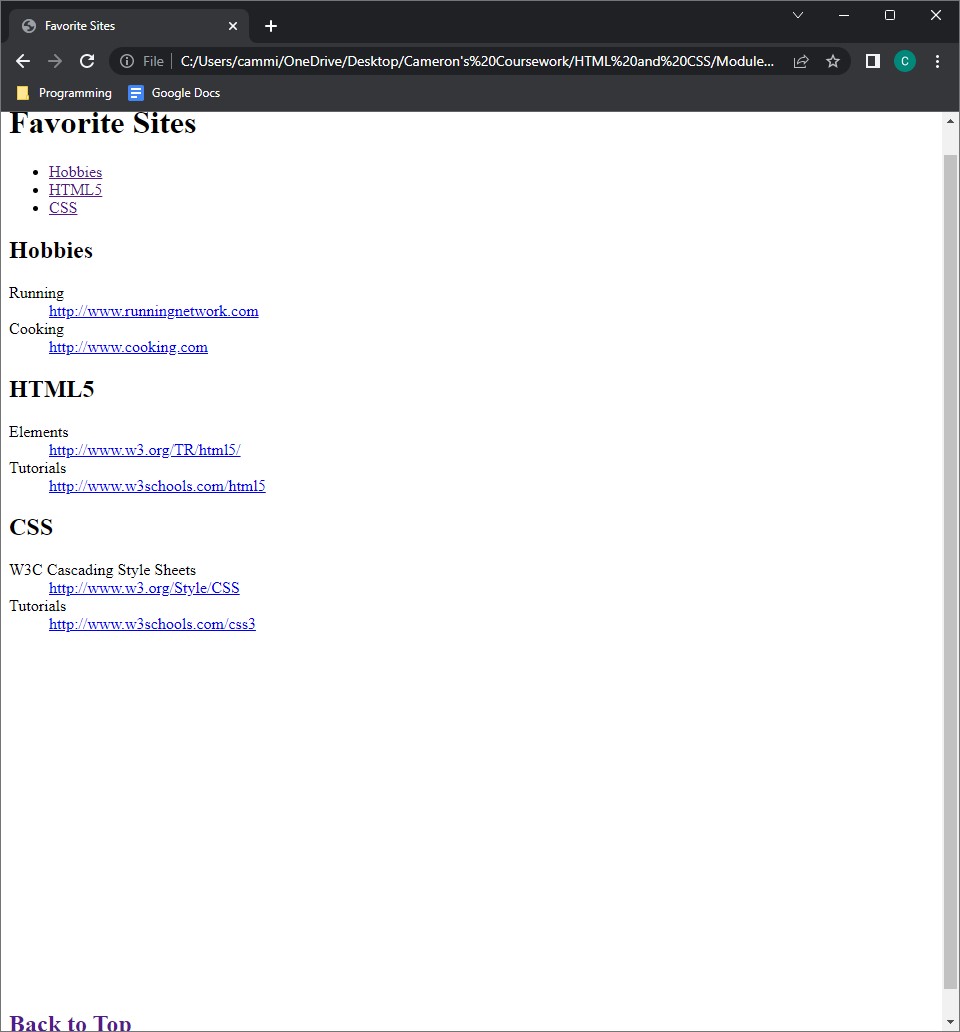 Favorite Sites
File
C:/Users/cammi/OneDrive/Desktop/Cameron's%20Coursework/HTML%20and%20CSS/Module...
C
Programming
Google Docs
Favorite Sites
Hobbies
HTML5
CSS
Hobbies
Running
http://www.runningnetwork.com
Cooking
http://www.cooking.com
HTML5
Elements
http://www.w3.org/TR/html5/
Tutorials
http://www.w3schools.com/html5
CSS
W3C Cascading Style Sheets
http://www.w3.org/Style/CSS
Tutorials
http://www.w3schools.com/css3
Back to Top